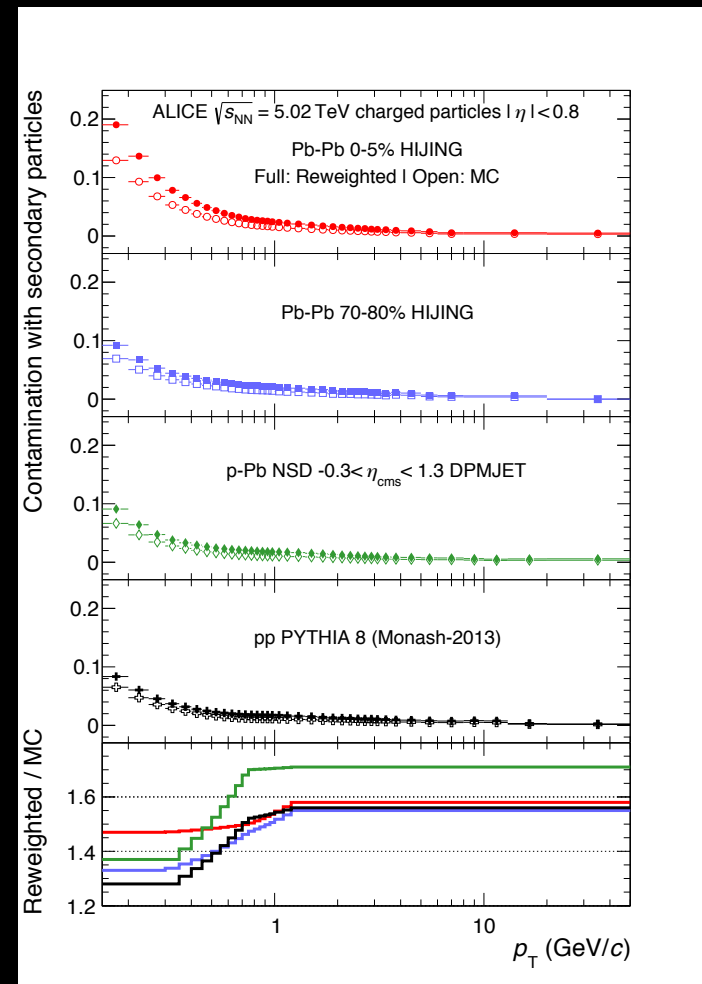 Contamination with secondary particles
ALICE √s_NN = 5.02 TeV charged particles | η | < 0.8
Pb-Pb 0-5% HIJING
Full: Reweighted | Open: MC
0.2
0.1
0
Pb-Pb 70-80% HIJING
0.2
0.1
0
p-Pb NSD -0.3< η_cms < 1.3 DPMJET
0.2
0.1
0
pp PYTHIA 8 (Monash-2013)
0.2
0.1
0
Reweighted / MC
1.6
1.4
1.2
1
10
p_T (GeV/c)